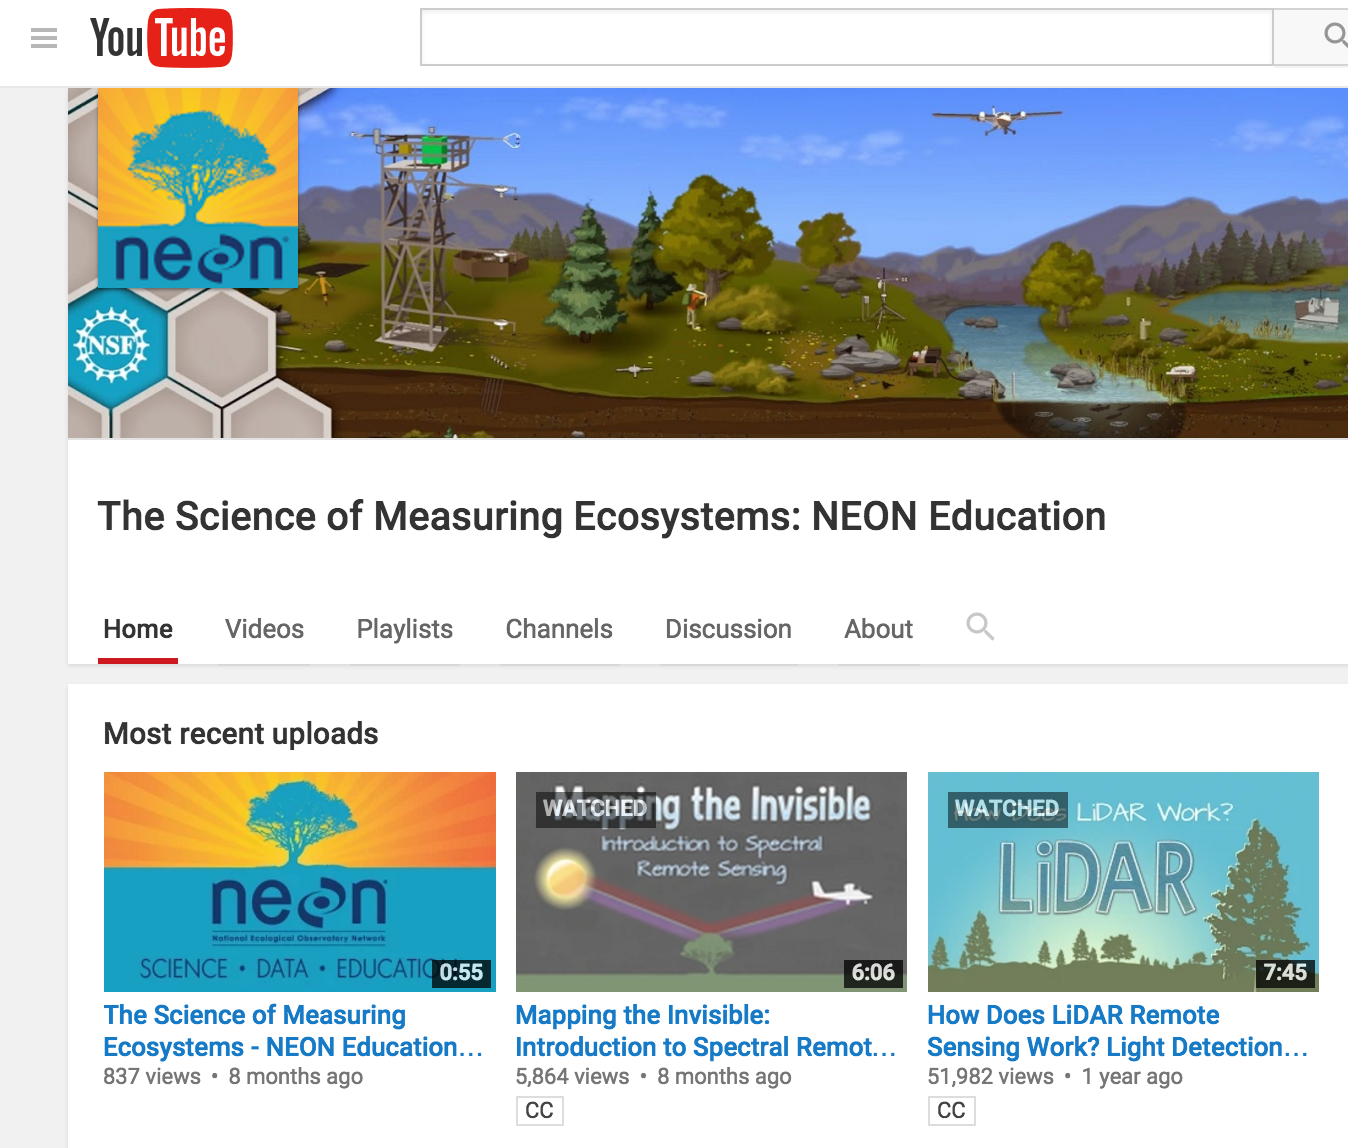 YouTube
neon
NSF
The Science of Measuring Ecosystems: NEON Education
Home Videos Playlists Channels Discussion About
Most recent uploads
neon
National Ecological Observatory Network
SCIENCE • DATA • EDUCATION
0:55
WATCHED
Mapping the Invisible
Introduction to Spectral
Remote Sensing
6:06
WATCHED
How Does LiDAR Work?
LiDAR
7:45
The Science of Measuring
Ecosystems - NEON Education...
837 views • 8 months ago
Mapping the Invisible:
Introduction to Spectral Remot...
5,864 views • 8 months ago
CC
How Does LiDAR Remote
Sensing Work? Light Detection...
51,982 views • 1 year ago
CC